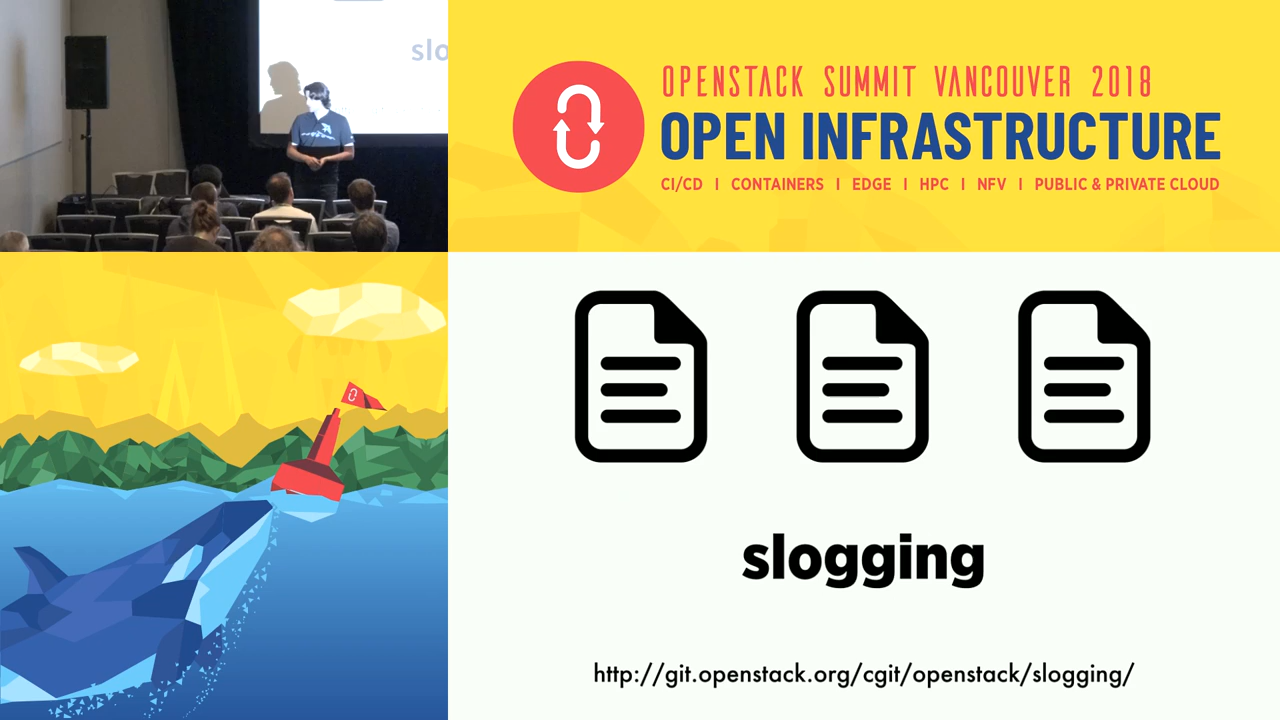 slo
OPENSTACK SUMMIT VANCOUVER 2018
OPEN INFRASTRUCTURE
CI/CD | CONTAINERS | EDGE | HPC | NFV | PUBLIC & PRIVATE CLOUD
slogging
http://git.openstack.org/cgit/openstack/slogging/